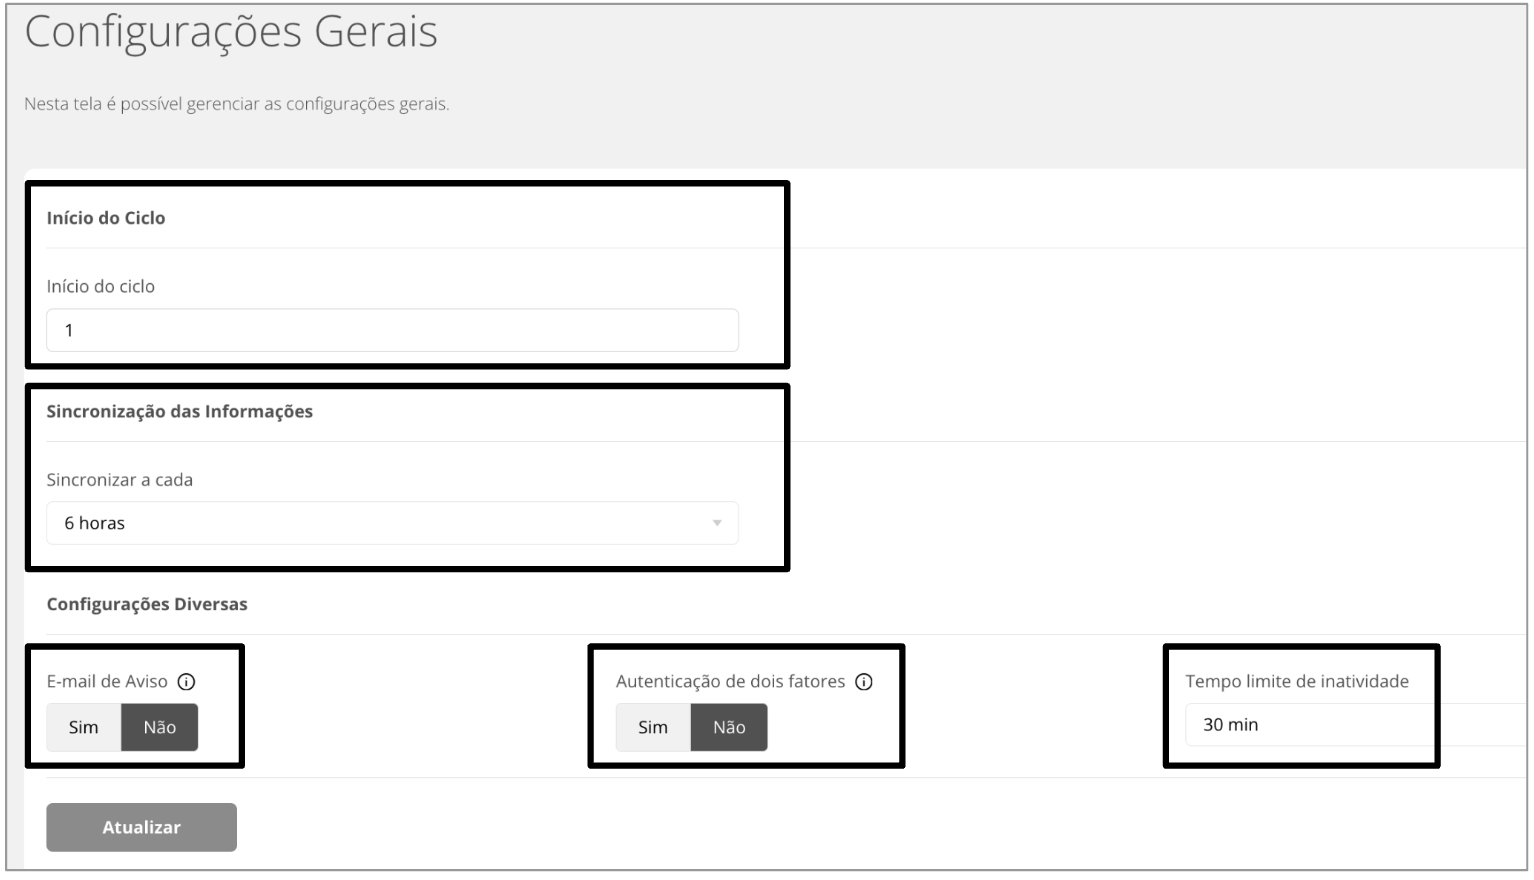 Configurações Gerais
Nesta tela é possível gerenciar as configurações gerais.
Início do Ciclo
Início do ciclo
1
Sincronização das Informações
Sincronizar a cada
6 horas
Configurações Diversas
E-mail de Aviso Autenticação de dois fatores Tempo limite de inatividade
Sim Não Sim Não 30 min
Atualizar